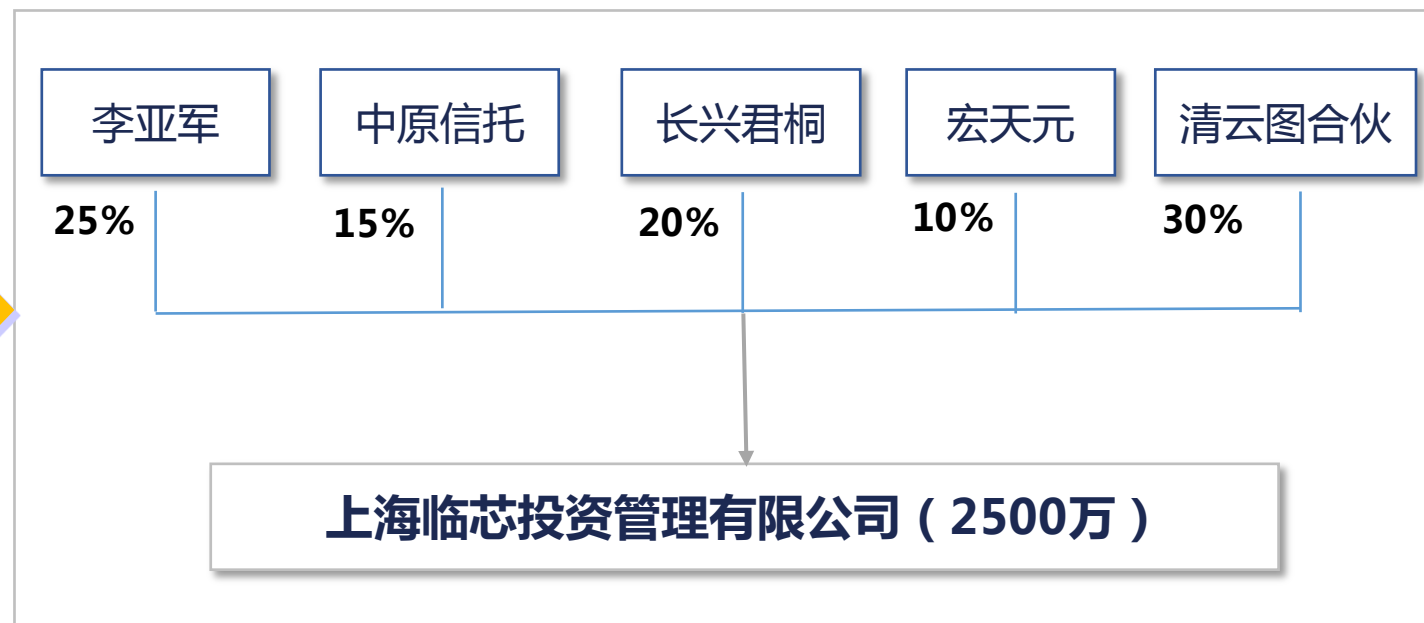 李亚军
中原信托
长兴君桐
宏天元
清云图合伙
25%
15%
20%
10%
30%
上海临芯投资管理有限公司（2500万）